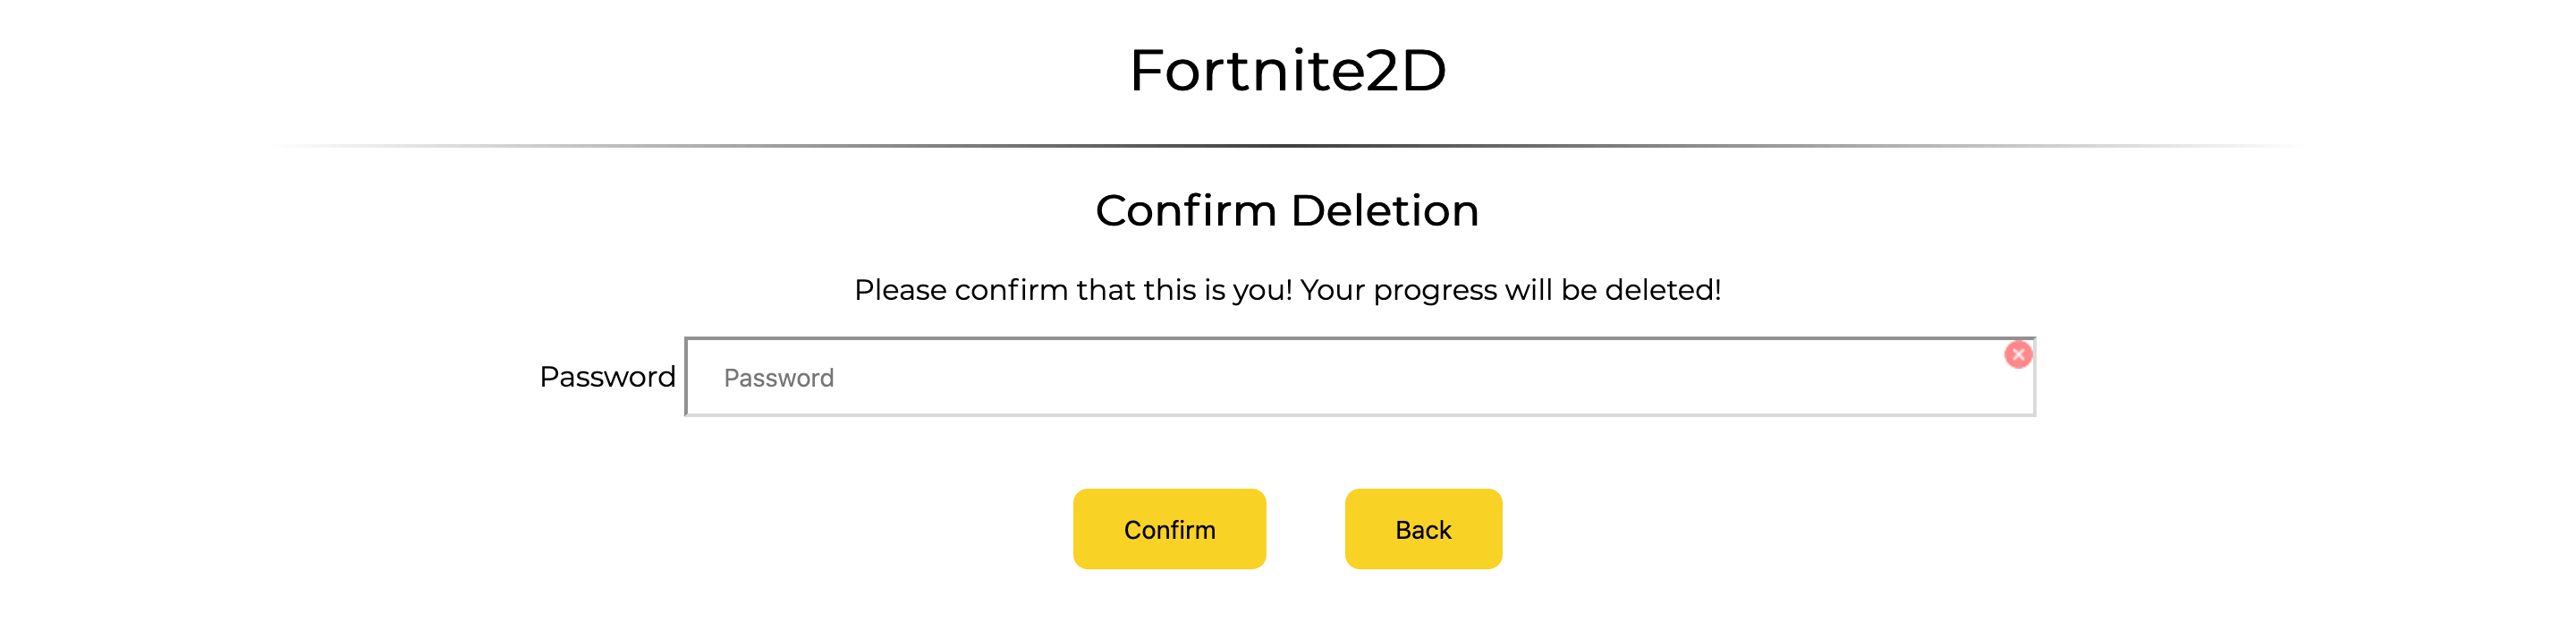 Fortnite2D
Confirm Deletion
Please confirm that this is you! Your progress will be deleted!
Password Password
Confirm Back